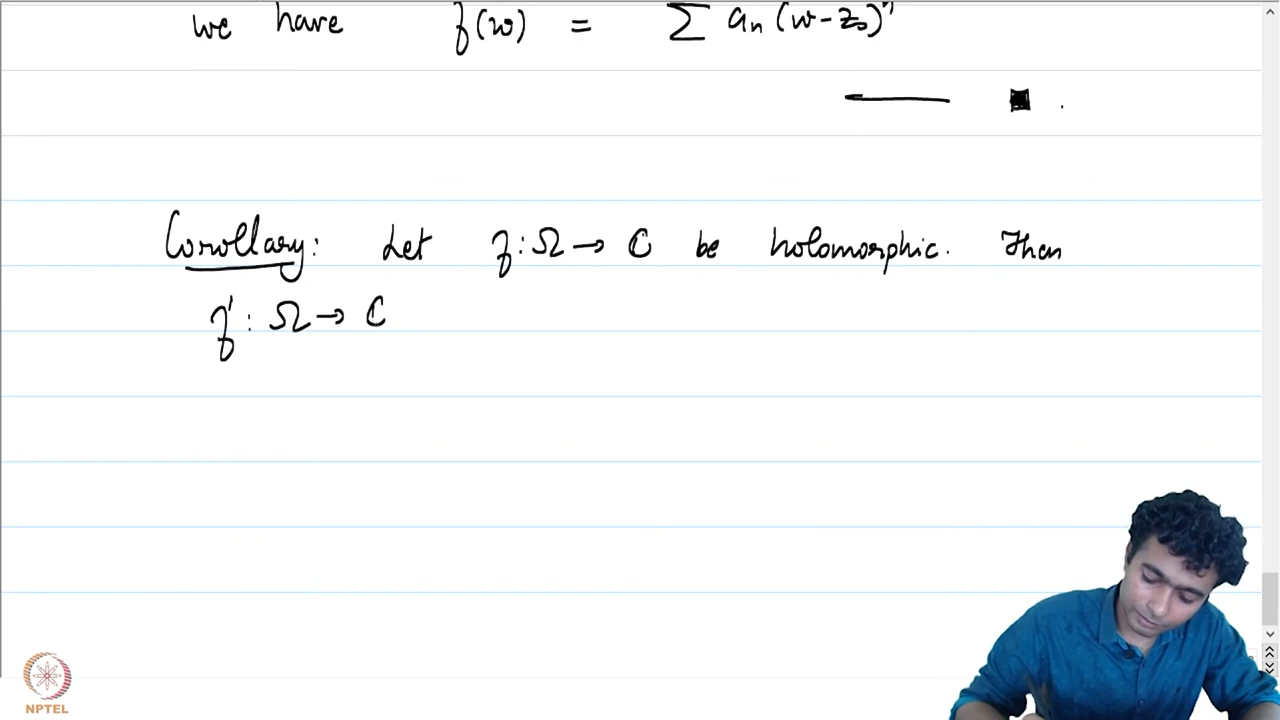 we have f(w) = Σ aₙ (w-z₀)ⁿ
Corollary: Let f: Ω → ℂ be holomorphic. Then
f': Ω → ℂ
NPTEL